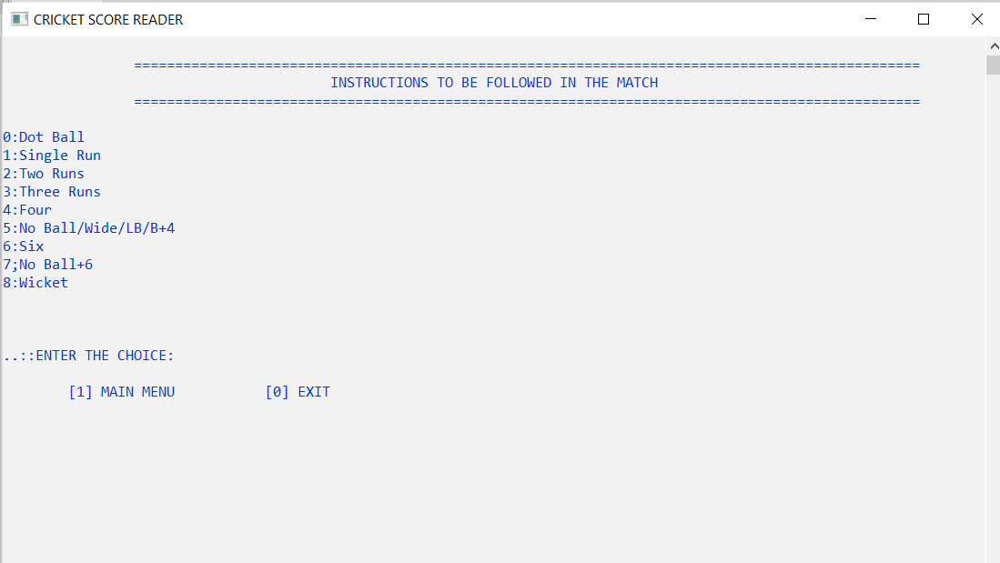 CRICKET SCORE READER
================================================================================================
INSTRUCTIONS TO BE FOLLOWED IN THE MATCH
================================================================================================
0:Dot Ball
1:Single Run
2:Two Runs
3:Three Runs
4:Four
5:No Ball/Wide/LB/B+4
6:Six
7;No Ball+6
8:Wicket
..::ENTER THE CHOICE:
[1] MAIN MENU [0] EXIT